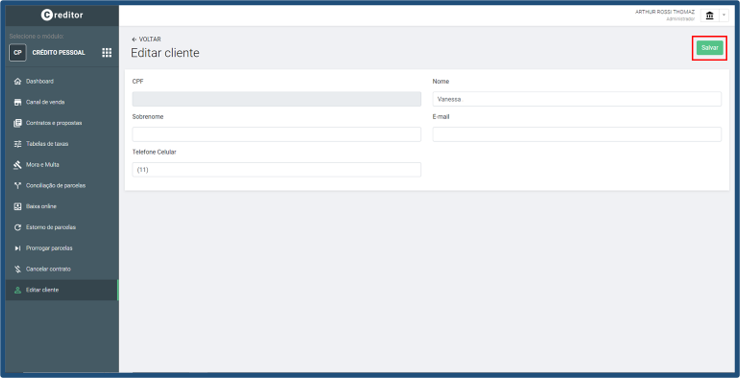 Creditor
ARTHUR ROSSI THOMAZ
Administrador
Selecione o módulo:
CP CRÉDITO PESSOAL
VOLTAR
Editar cliente
Salvar
Dashboard
Canal de venda
Contratos e propostas
Tabelas de taxas
Mora e Multa
Conciliação de parcelas
Baixa online
Estorno de parcelas
Prorrogar parcelas
Cancelar contrato
Editar cliente
CPF
Nome
Vanessa
Sobrenome
E-mail
Telefone Celular
(11)